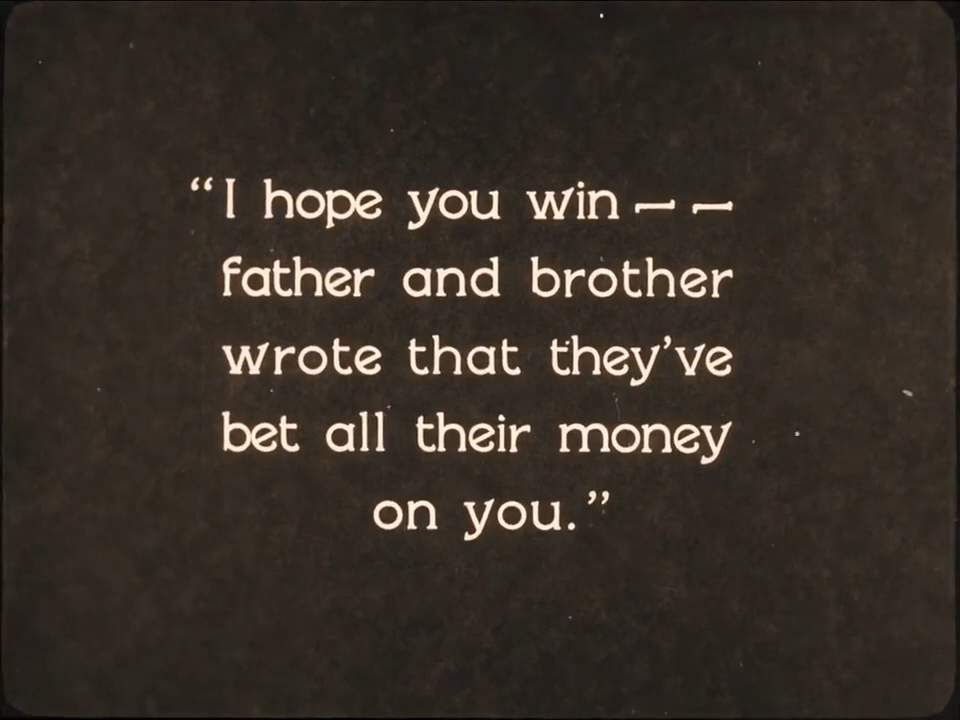 “I hope you win — —
father and brother
wrote that they’ve
bet all their money
on you.”